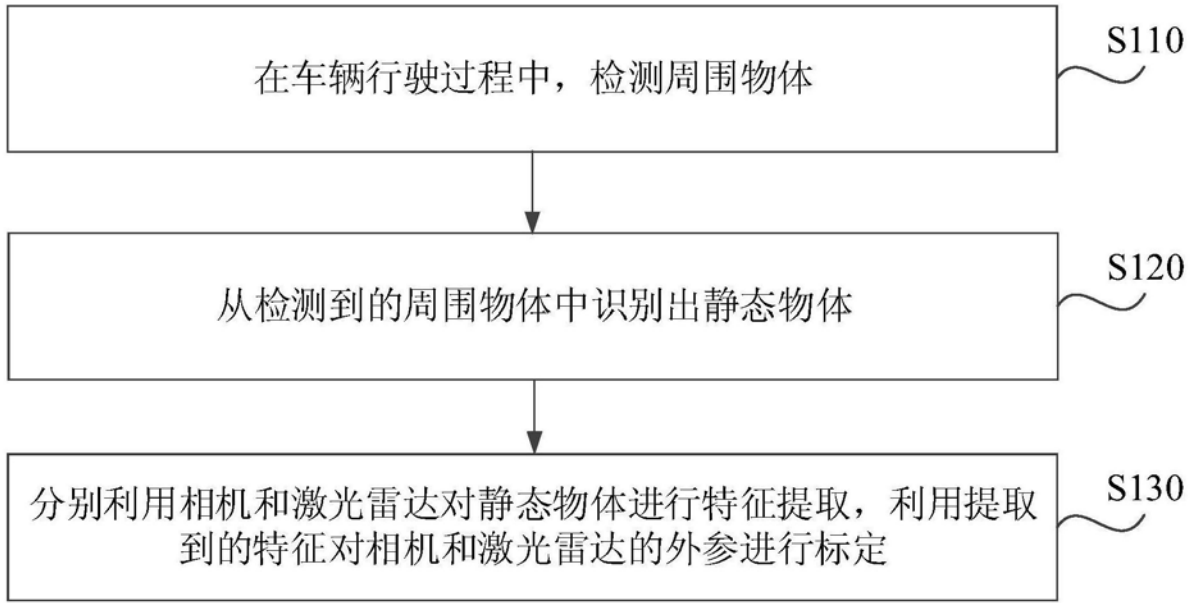 S110
在车辆行驶过程中，检测周围物体
S120
从检测到的周围物体中识别出静态物体
S130
分别利用相机和激光雷达对静态物体进行特征提取，利用提取
到的特征对相机和激光雷达的外参进行标定